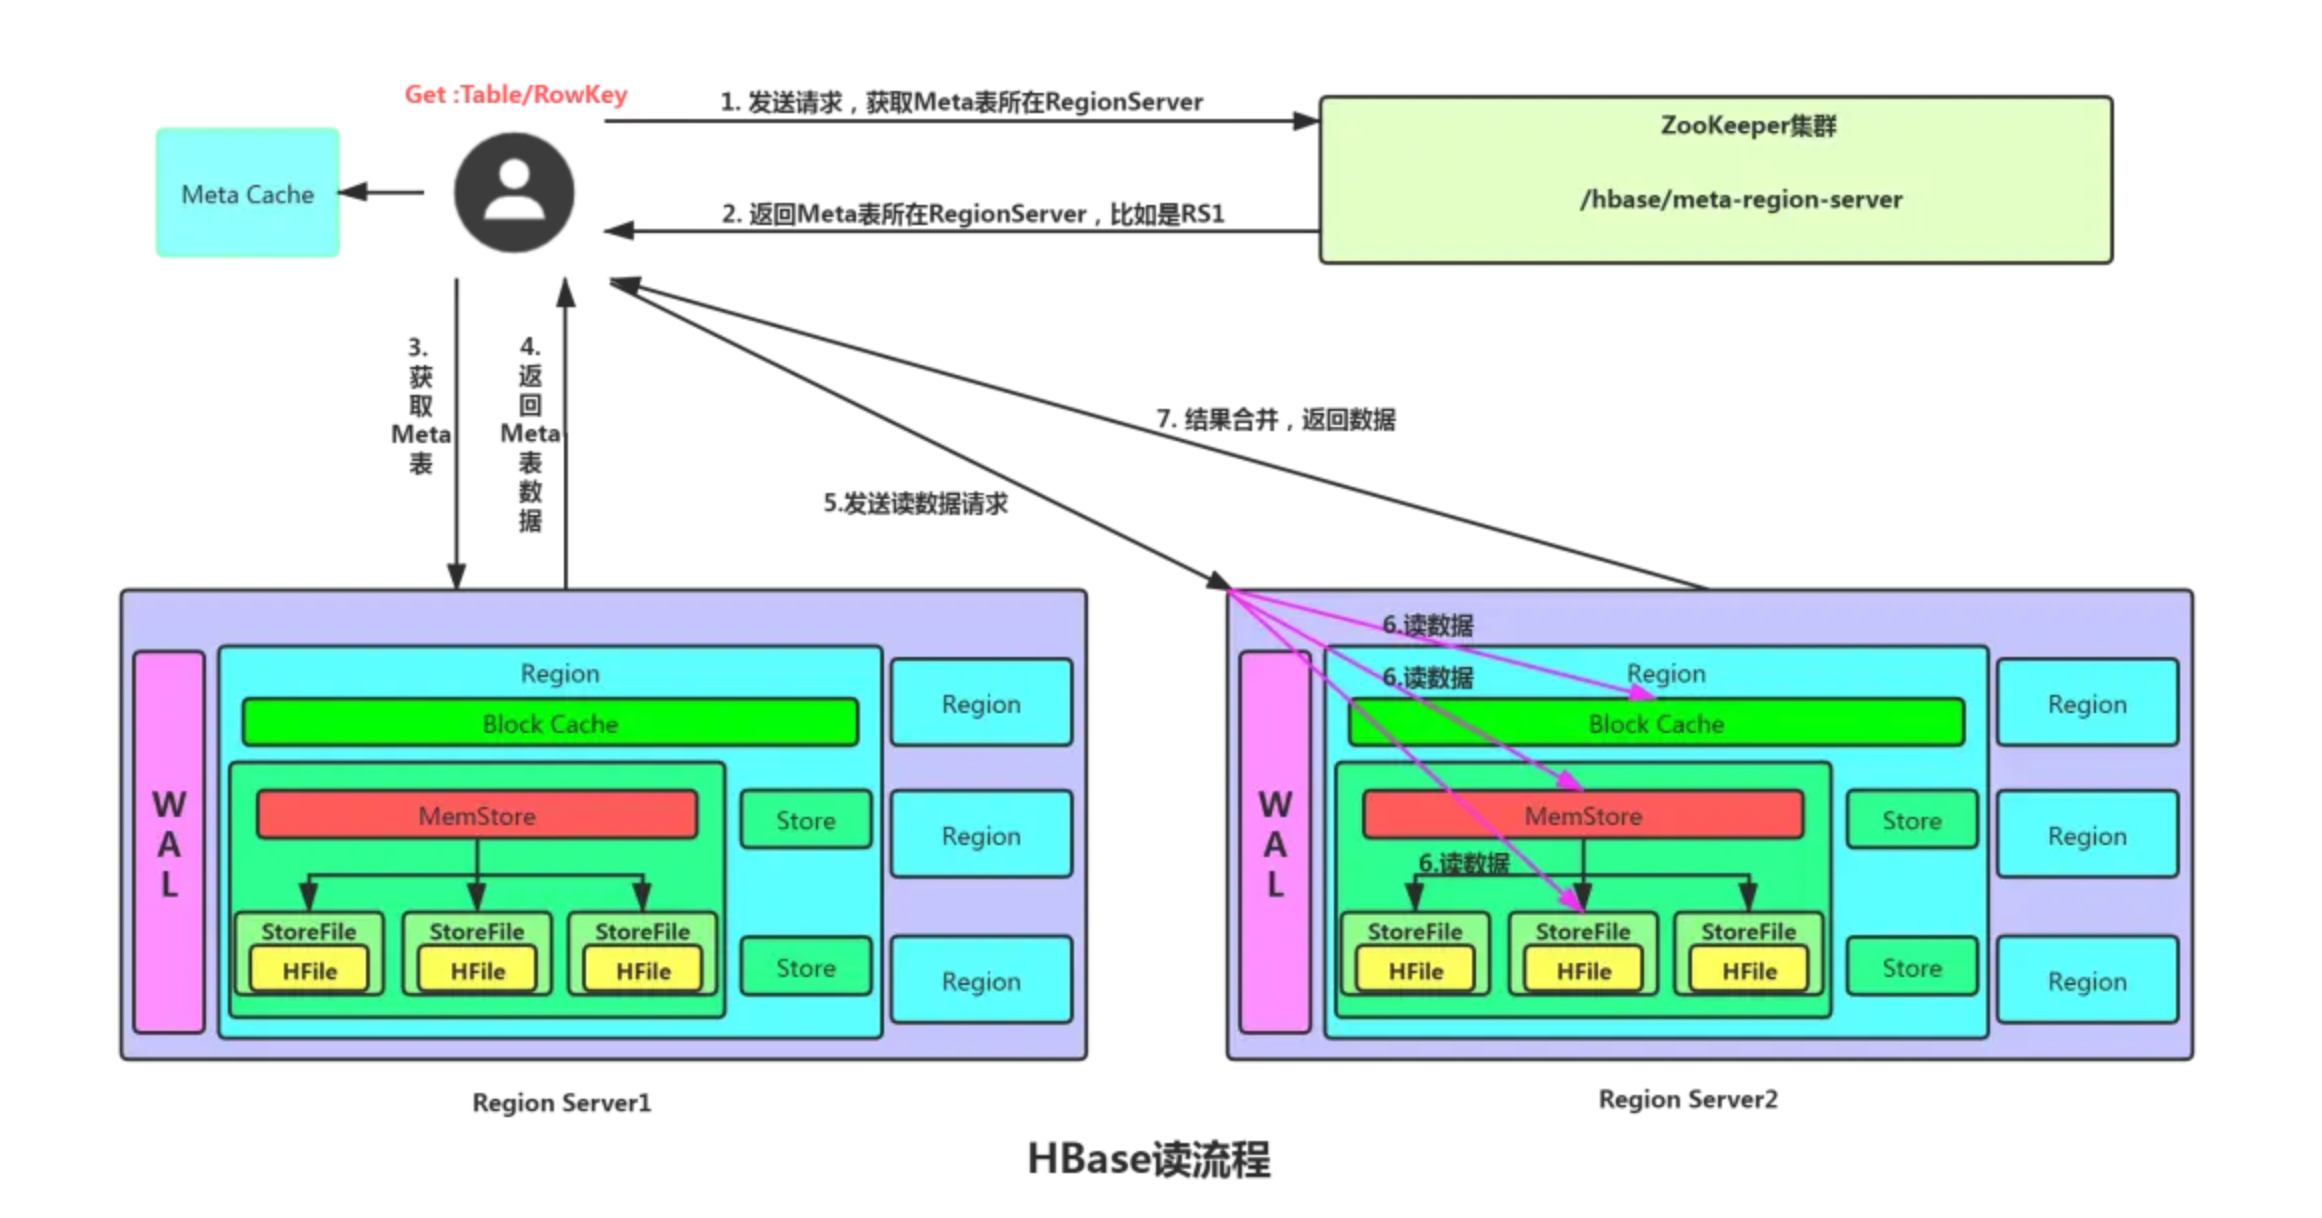 Get :Table/RowKey
1. 发送请求，获取Meta表所在RegionServer
ZooKeeper集群
/hbase/meta-region-server
Meta Cache
2. 返回Meta表所在RegionServer，比如是RS1
3.
获
取
Meta
表
4.
返
回
Meta
表
数
据
7. 结果合并，返回数据
5.发送读数据请求
W
A
L
Region
Block Cache
MemStore
StoreFile
HFile
StoreFile
HFile
StoreFile
HFile
Store
Store
Region
Region
Region
Region Server1
6.读数据
6.读数据
W
A
L
Region
Block Cache
MemStore
6.读数据
StoreFile
HFile
StoreFile
HFile
StoreFile
HFile
Store
Store
Region
Region
Region
Region Server2
HBase读流程